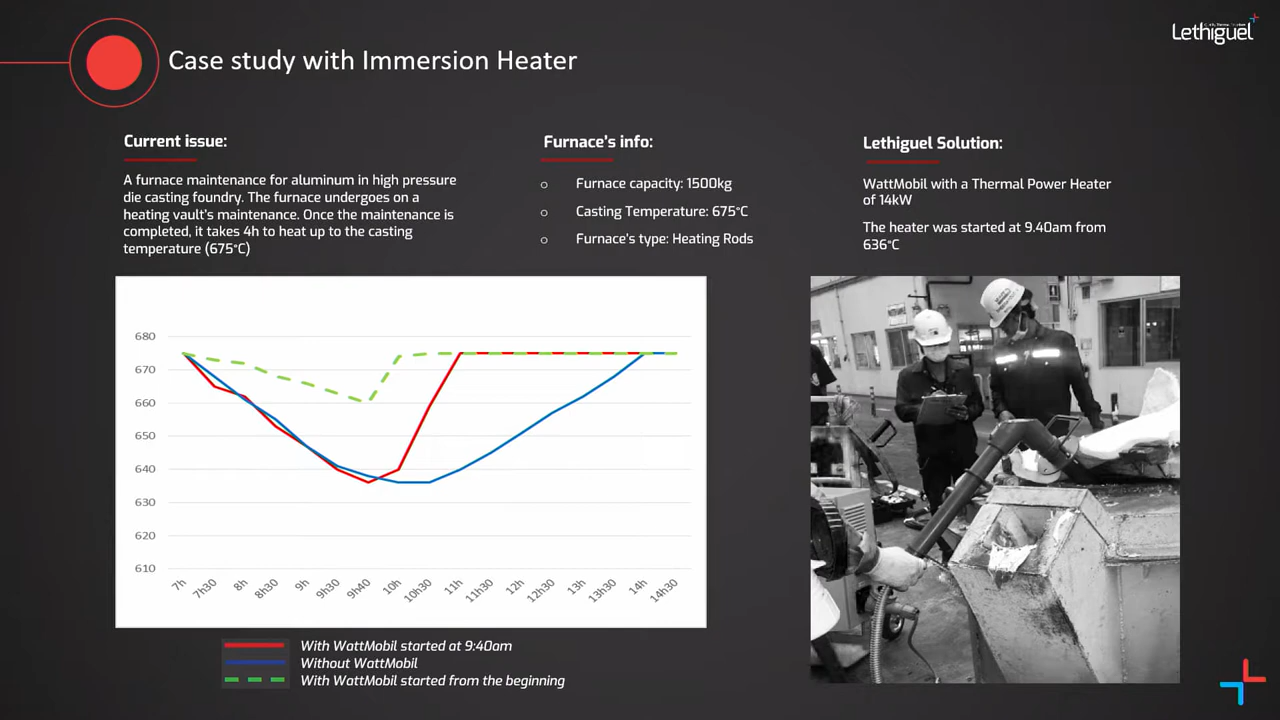 Case study with Immersion Heater
Lethiguel
Current issue:
A furnace maintenance for aluminum in high pressure
die casting foundry. The furnace undergoes on a
heating vault's maintenance. Once the maintenance is
completed, it takes 4h to heat up to the casting
temperature (675°C)
Furnace's info:
o Furnace capacity: 1500kg
o Casting Temperature: 675°C
o Furnace's type: Heating Rods
Lethiguel Solution:
WattMobil with a Thermal Power Heater
of 14kW
The heater was started at 9.40am from
636°C
680
670
660
650
640
630
620
610
7h 7h30 8h 8h30 9h 9h30 9h40 10h 10h30 11h 11h30 12h 12h30 13h 13h30 14h 14h30
With WattMobil started at 9:40am
Without WattMobil
With WattMobil started from the beginning